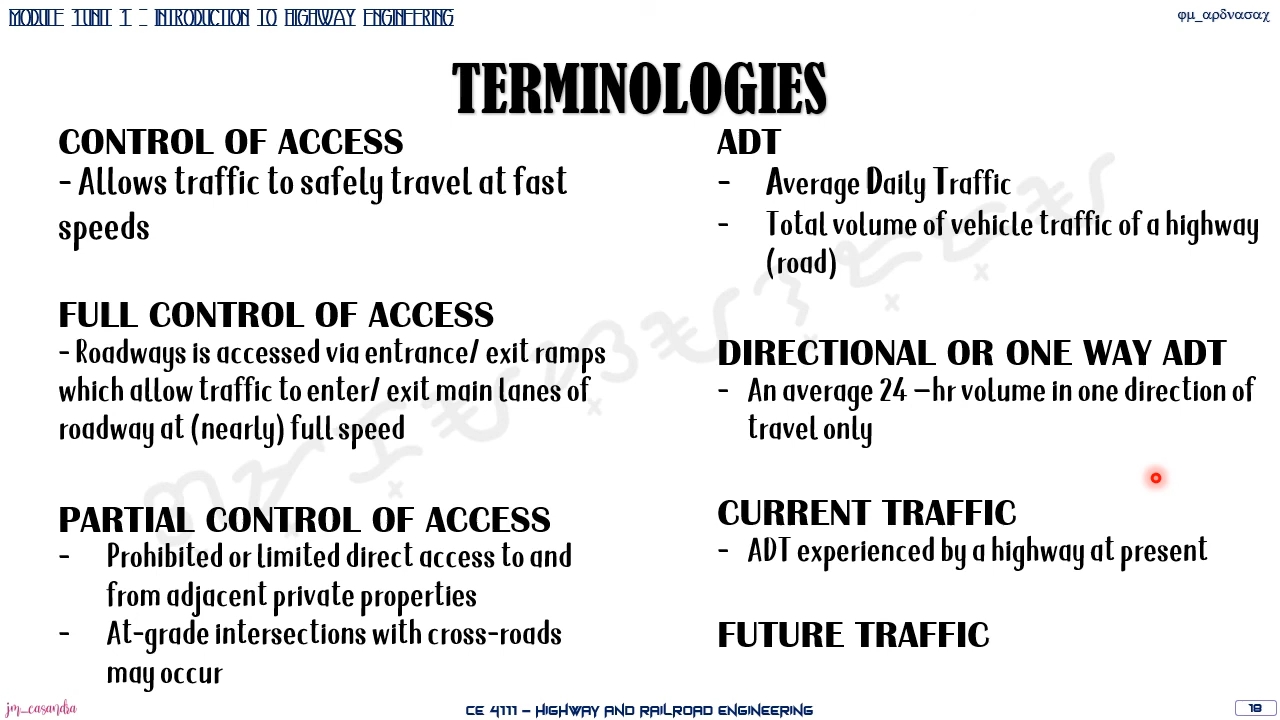 MODULE 1UNIT 1 - INTRODUCTION TO HIGHWAY ENGINEERING
φμ_αρδνασαχ
TERMINOLOGIES
CONTROL OF ACCESS
- Allows traffic to safely travel at fast
speeds
FULL CONTROL OF ACCESS
- Roadways is accessed via entrance/ exit ramps
which allow traffic to enter/ exit main lanes of
roadway at (nearly) full speed
PARTIAL CONTROL OF ACCESS
- Prohibited or limited direct access to and
from adjacent private properties
- At-grade intersections with cross-roads
may occur
ADT
- Average Daily Traffic
- Total volume of vehicle traffic of a highway
(road)
DIRECTIONAL OR ONE WAY ADT
- An average 24 –hr volume in one direction of
travel only
CURRENT TRAFFIC
- ADT experienced by a highway at present
FUTURE TRAFFIC
jm_casandra
CE 4111 – HIGHWAY AND RAILROAD ENGINEERING
18